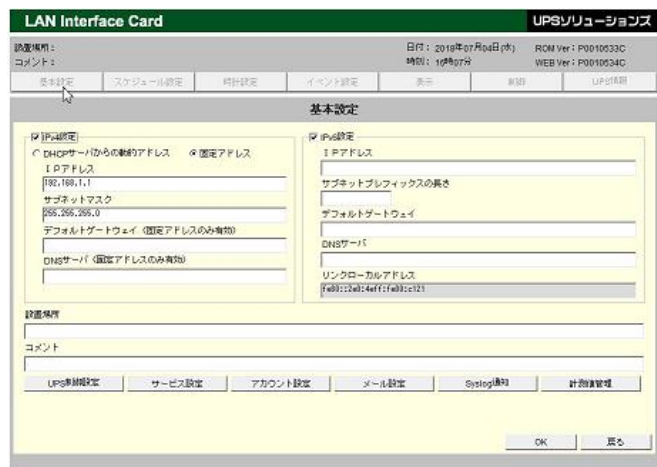 LAN Interface Card
UPSソリューションズ
設置場所：
日付：2018年07月04日(水)
ROM Ver：P0010533C
コメント：
時刻：16時07分
WEB Ver：P0010534C
基本設定 スケジュール設定 時計設定 イベント設定 表示 制御 UPS情報
基本設定
IPv4設定
DHCPサーバからの動的アドレス 固定アドレス
ＩＰアドレス
192.168.1.1
サブネットマスク
255.255.255.0
デフォルトゲートウェイ（固定アドレスのみ有効）
DNSサーバ（固定アドレスのみ有効）
IPv6設定
ＩＰアドレス
サブネットプレフィックスの長さ
デフォルトゲートウェイ
DNSサーバ
リンクローカルアドレス
fe80::2a0:4eff:fe00:c121
設置場所
コメント
サービス設定 アカウント設定 メール設定 Syslog通知 計測値管理
OK 戻る